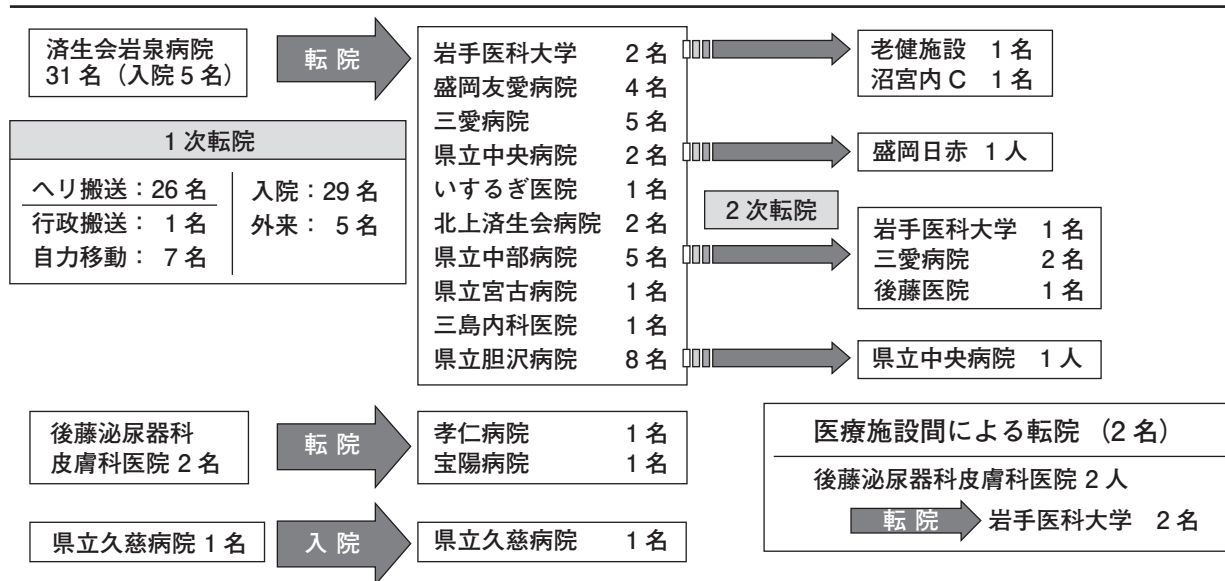 済生会岩泉病院
31名（入院5名）
転院
1次転院
ヘリ搬送：26名
行政搬送： 1名
自力移動： 7名
入院：29名
外来： 5名
岩手医科大学 2名
盛岡友愛病院 4名
三愛病院 5名
県立中央病院 2名
いするぎ医院 1名
北上済生会病院 2名
県立中部病院 5名
県立宮古病院 1名
三島内科医院 1名
県立胆沢病院 8名
2次転院
老健施設 1名
沼宮内C 1名
盛岡日赤 1人
岩手医科大学 1名
三愛病院 2名
後藤医院 1名
県立中央病院 1人
後藤泌尿器科
皮膚科医院2名
転院
孝仁病院 1名
宝陽病院 1名
県立久慈病院1名
入院
県立久慈病院 1名
医療施設間による転院 （2名）
後藤泌尿器科皮膚科医院2人
転院
岩手医科大学 2名